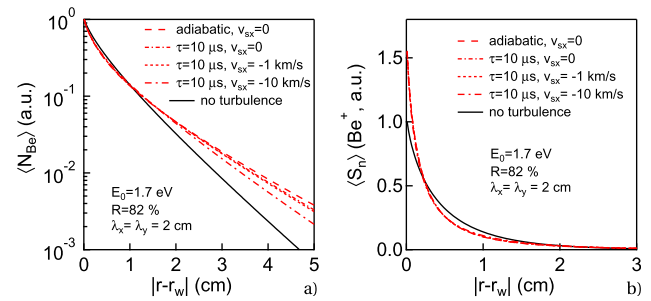 10⁰
10⁻¹
10⁻²
10⁻³
⟨N_Be⟩ (a.u.)
adiabatic, v_sx=0
τ=10 μs, v_sx=0
τ=10 μs, v_sx= -1 km/s
τ=10 μs, v_sx= -10 km/s
no turbulence
E₀=1.7 eV
R=82 %
λₓ= λ_y = 2 cm
0 1 2 3 4 5
|r-r_w| (cm)
a)
1.5
1.0
0.5
0.0
⟨S_n⟩ (Be⁺, a.u.)
adiabatic, v_sx=0
τ=10 μs, v_sx=0
τ=10 μs, v_sx= -1 km/s
τ=10 μs, v_sx= -10 km/s
no turbulence
E₀=1.7 eV
R=82 %
λₓ= λ_y = 2 cm
0 1 2 3
|r-r_w| (cm)
b)